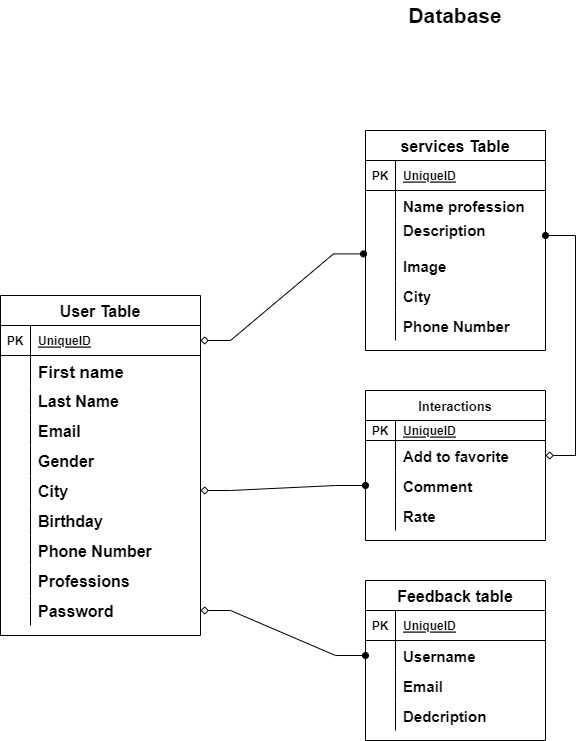 Database
services Table
PK UniqueID
Name profession
Description
Image
City
Phone Number
User Table
PK UniqueID
First name
Last Name
Email
Gender
City
Birthday
Phone Number
Professions
Password
Interactions
PK UniqueID
Add to favorite
Comment
Rate
Feedback table
PK UniqueID
Username
Email
Dedcription